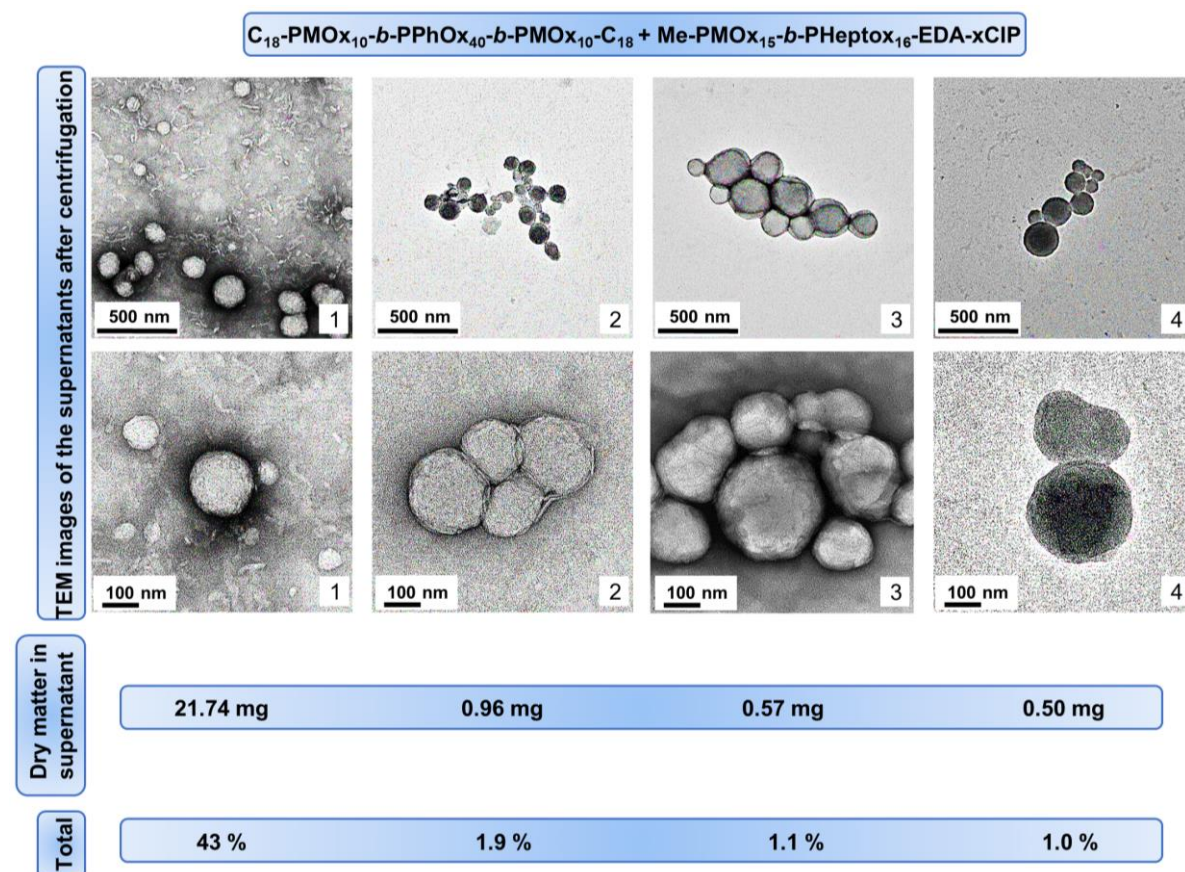 C₁₈-PMOx₁₀-b-PPhOx₄₀-b-PMOx₁₀-C₁₈ + Me-PMOx₁₅-b-PHeptox₁₆-EDA-xCIP
TEM images of the supernatants after centrifugation
500 nm 1
500 nm 2
500 nm 3
500 nm 4
100 nm 1
100 nm 2
100 nm 3
100 nm 4
Dry matter in
supernatant
21.74 mg 0.96 mg 0.57 mg 0.50 mg
Total
43 % 1.9 % 1.1 % 1.0 %